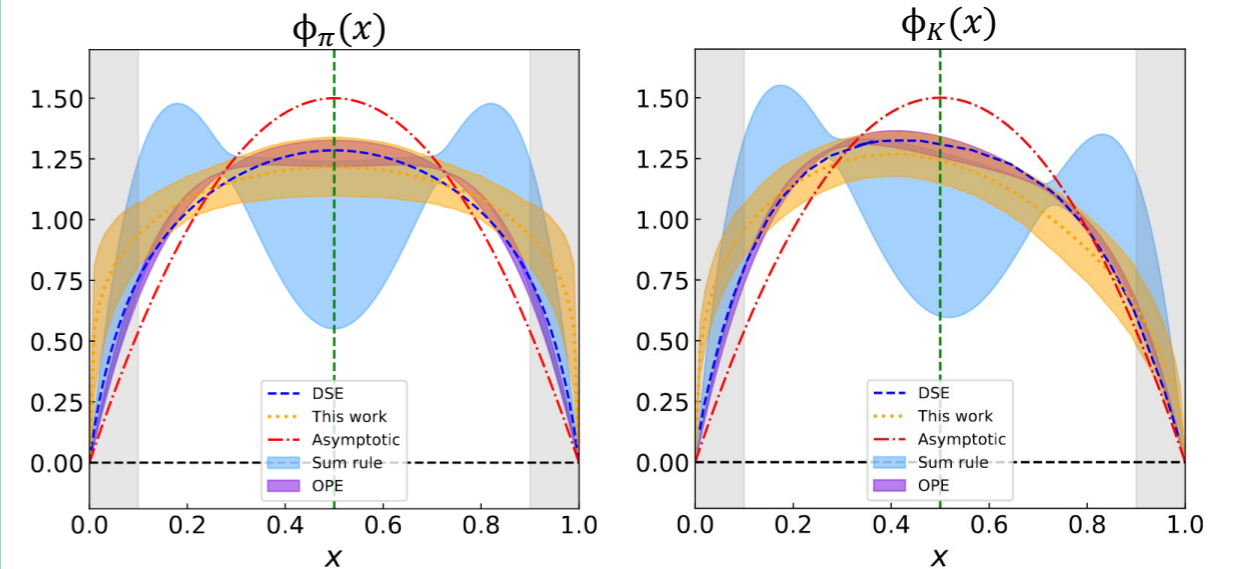 ϕ_π(x)
1.50
1.25
1.00
0.75
0.50
0.25
0.00
DSE
This work
Asymptotic
Sum rule
OPE
0.0 0.2 0.4 0.6 0.8 1.0
x
ϕ_K(x)
1.50
1.25
1.00
0.75
0.50
0.25
0.00
DSE
This work
Asymptotic
Sum rule
OPE
0.0 0.2 0.4 0.6 0.8 1.0
x